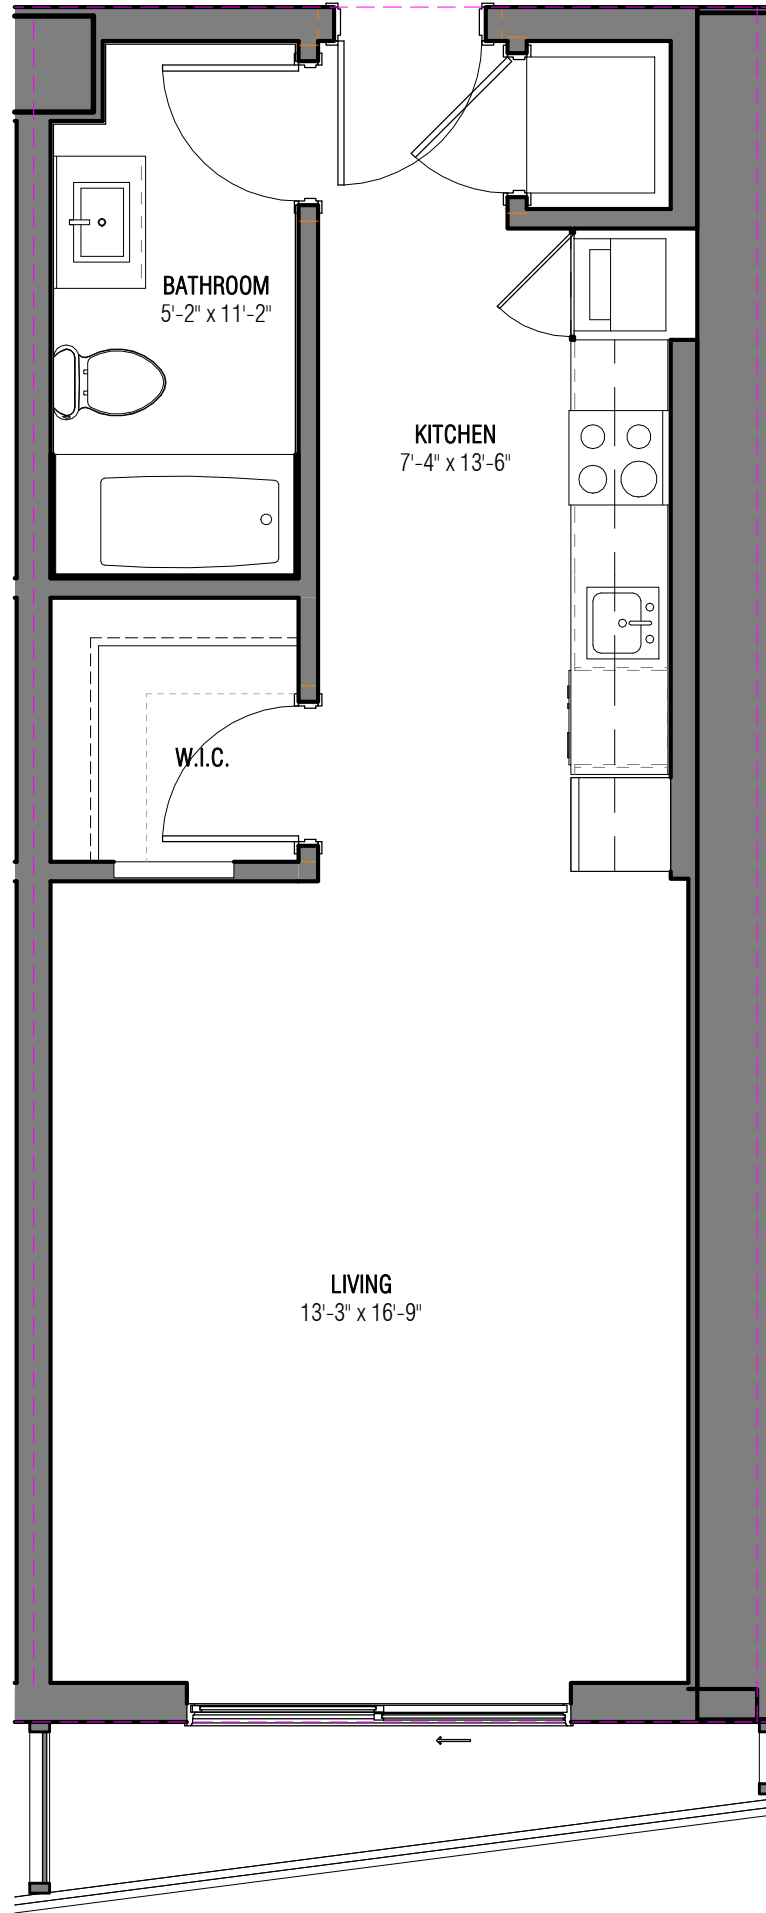 BATHROOM
5'-2" x 11'-2"
KITCHEN
7'-4" x 13'-6"
W.I.C.
LIVING
13'-3" x 16'-9"